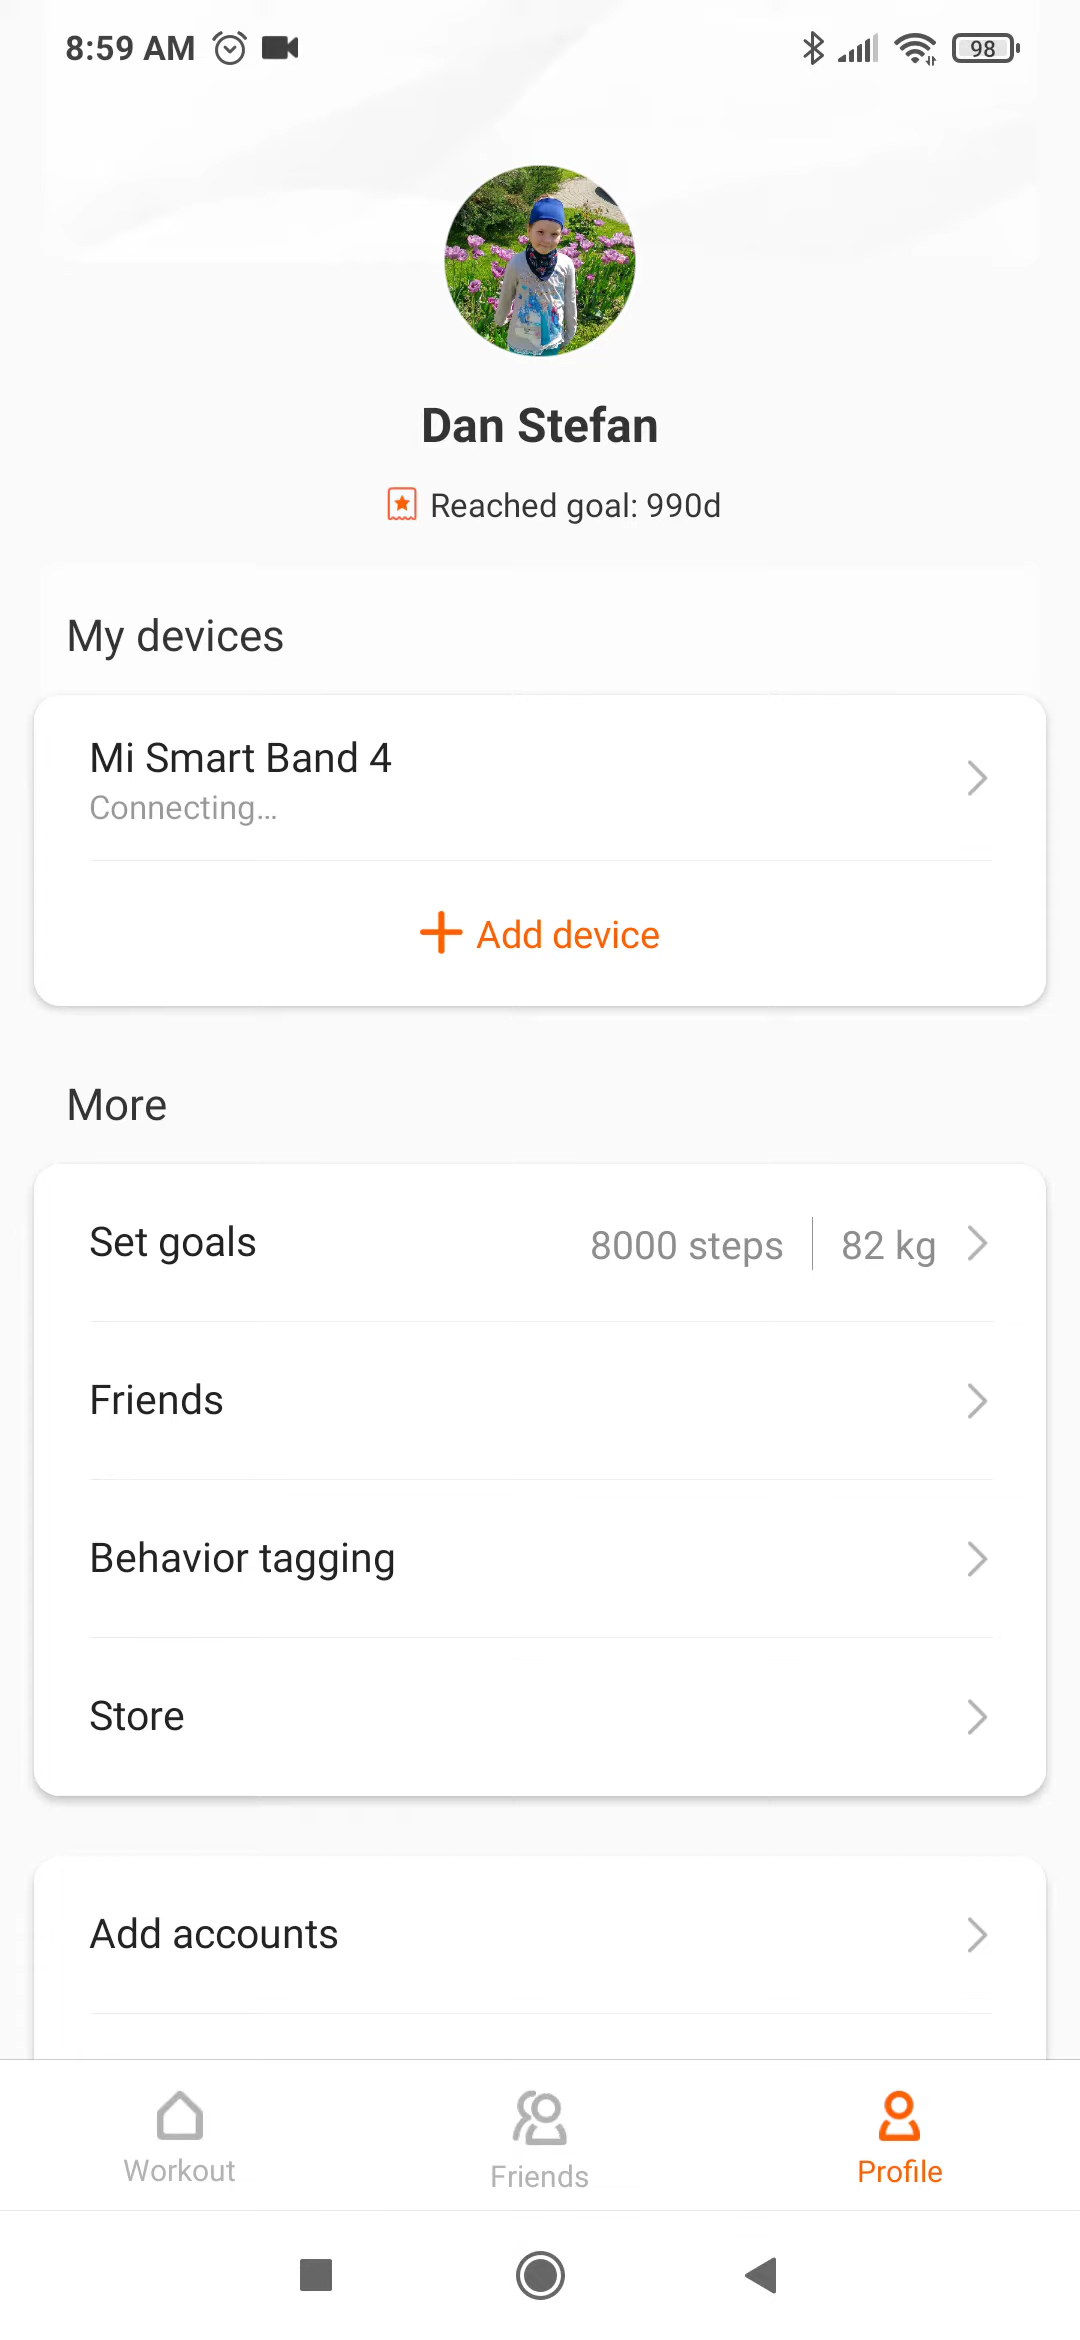 8:59 AM 98
Dan Stefan
Reached goal: 990d
My devices
Mi Smart Band 4
Connecting...
Add device
More
Set goals 8000 steps 82 kg
Friends
Behavior tagging
Store
Add accounts
Workout Friends Profile